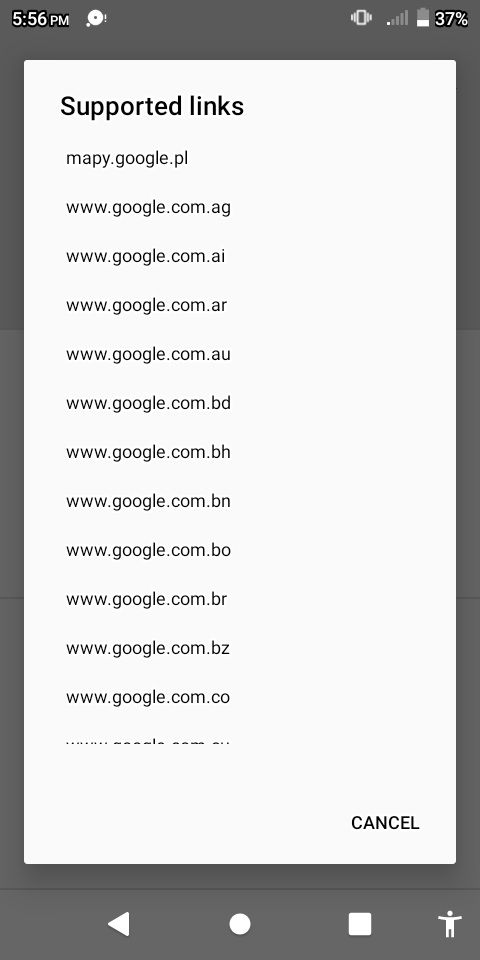 5:56 PM
37%
Supported links
mapy.google.pl
www.google.com.ag
www.google.com.ai
www.google.com.ar
www.google.com.au
www.google.com.bd
www.google.com.bh
www.google.com.bn
www.google.com.bo
www.google.com.br
www.google.com.bz
www.google.com.co
CANCEL